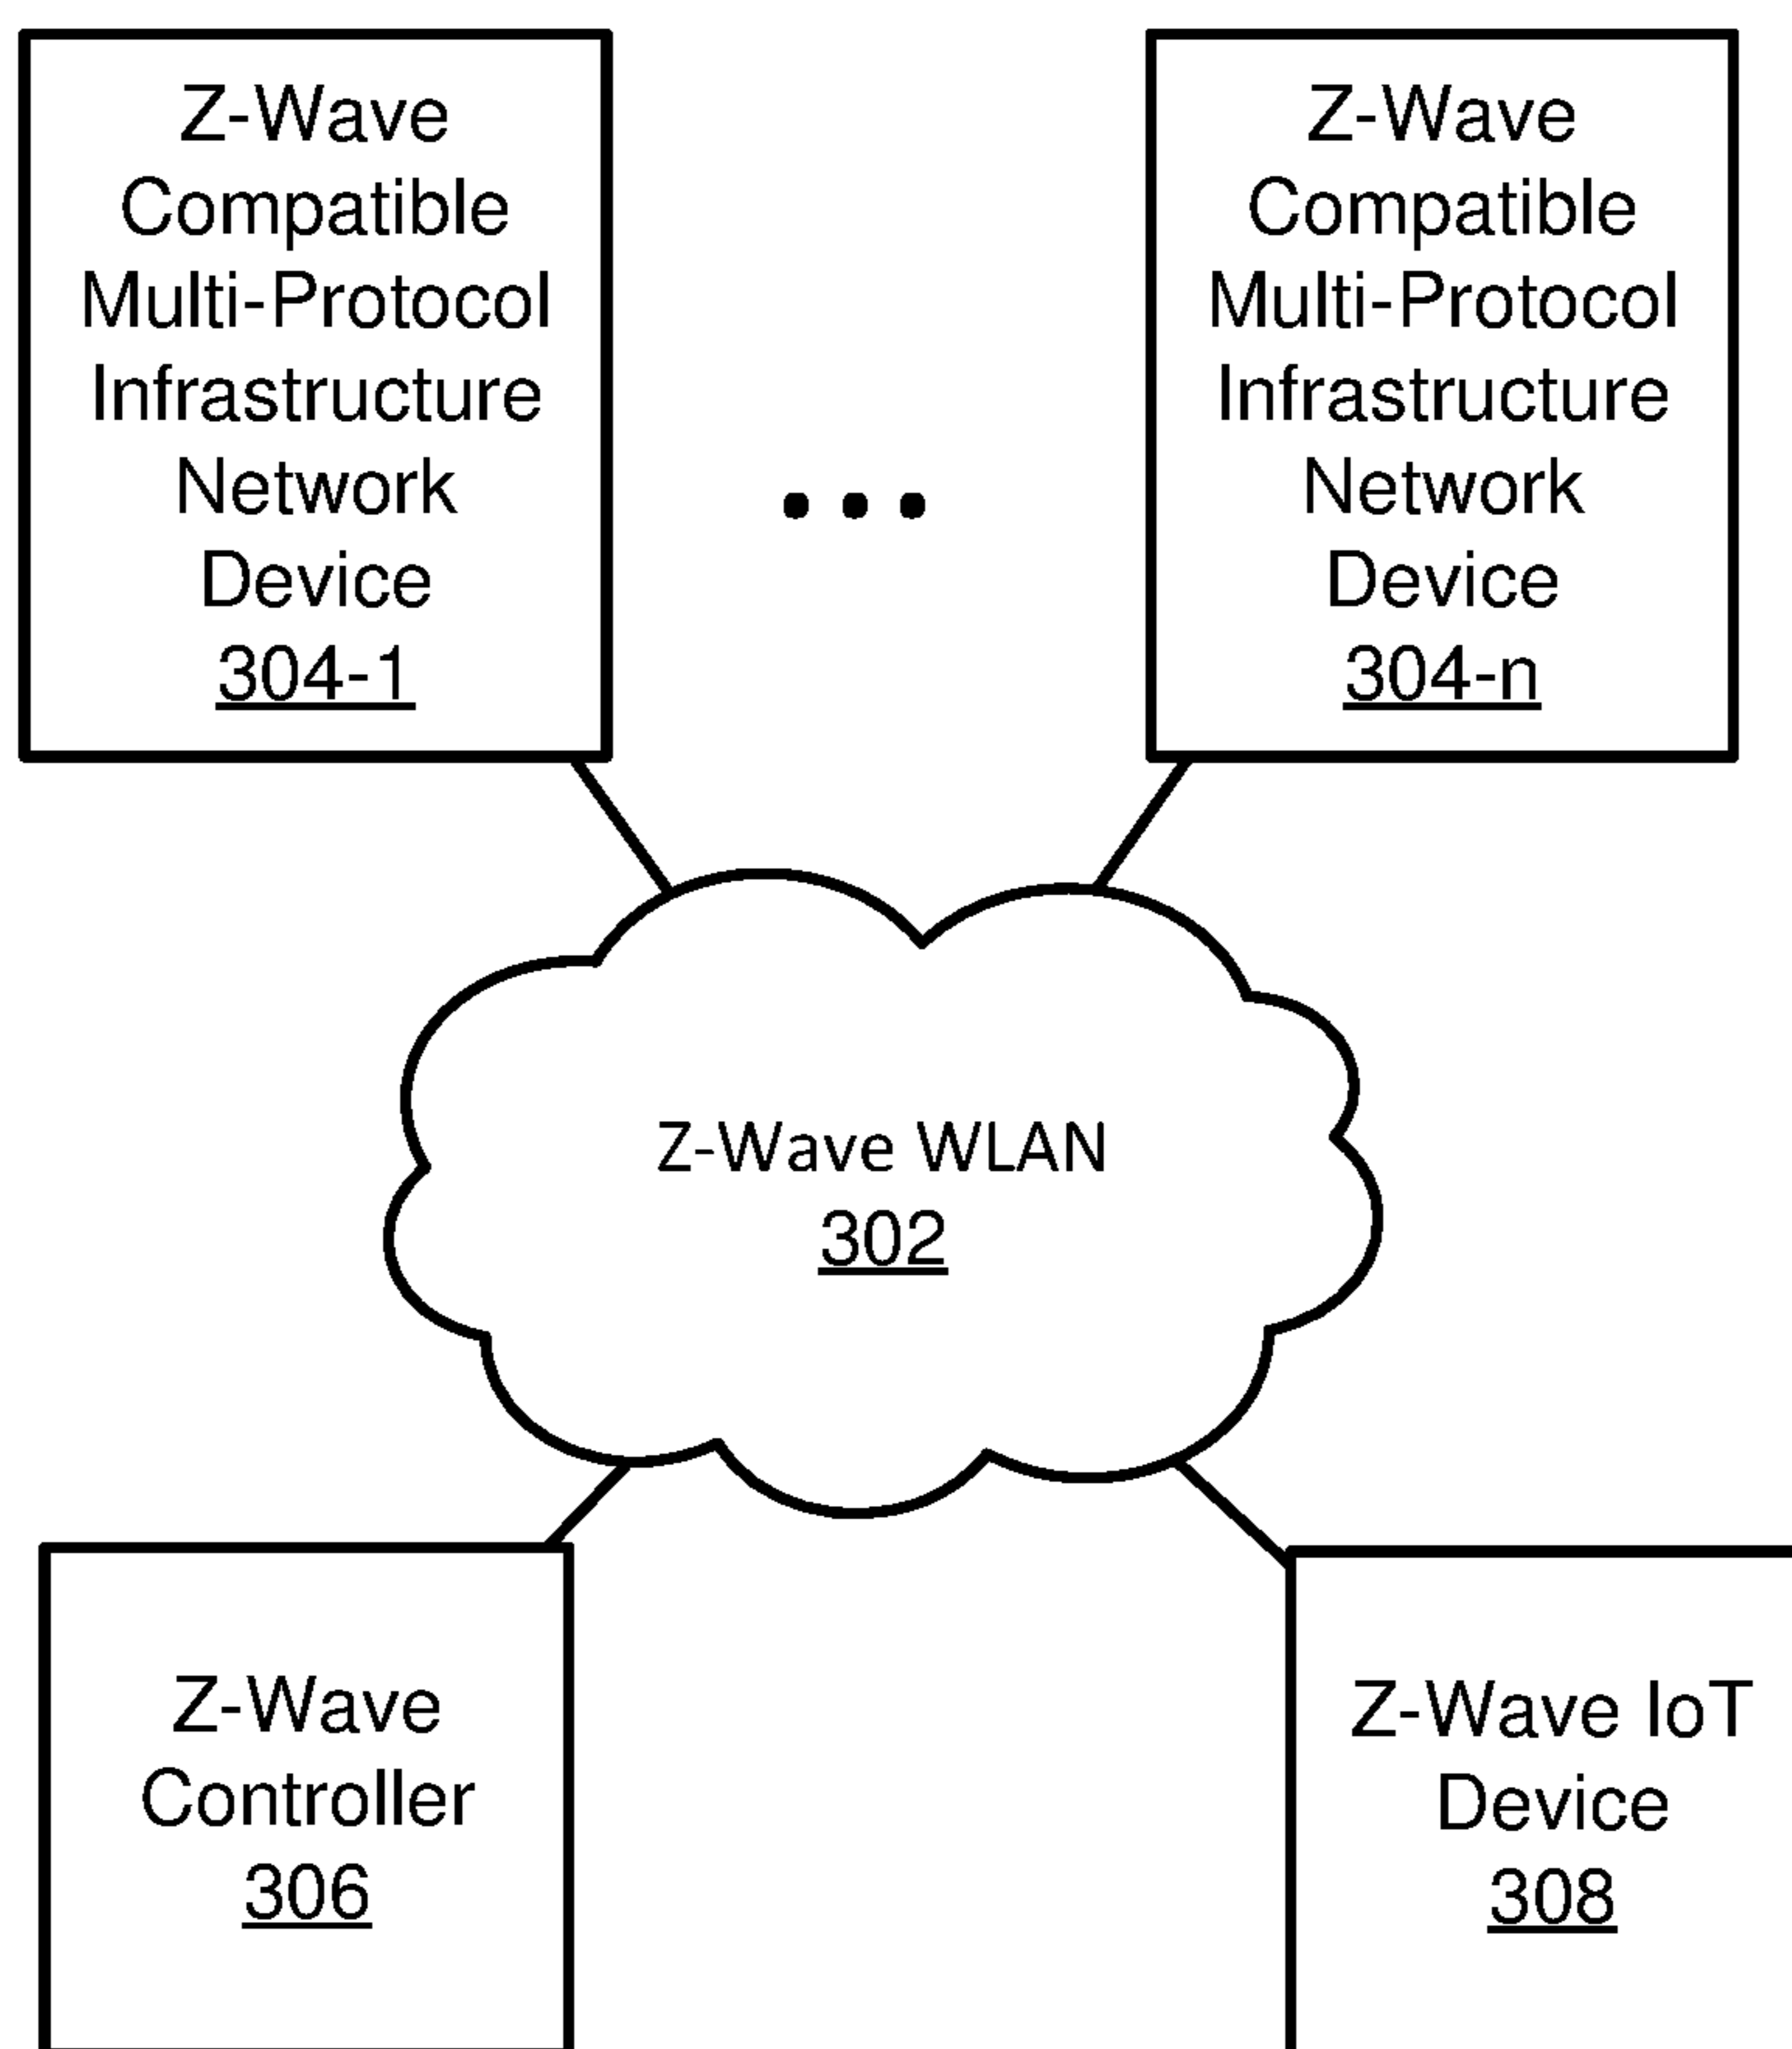 Z-Wave
Compatible
Multi-Protocol
Infrastructure
Network
Device
304-1
...
Z-Wave
Compatible
Multi-Protocol
Infrastructure
Network
Device
304-n
Z-Wave WLAN
302
Z-Wave
Controller
306
Z-Wave IoT
Device
308